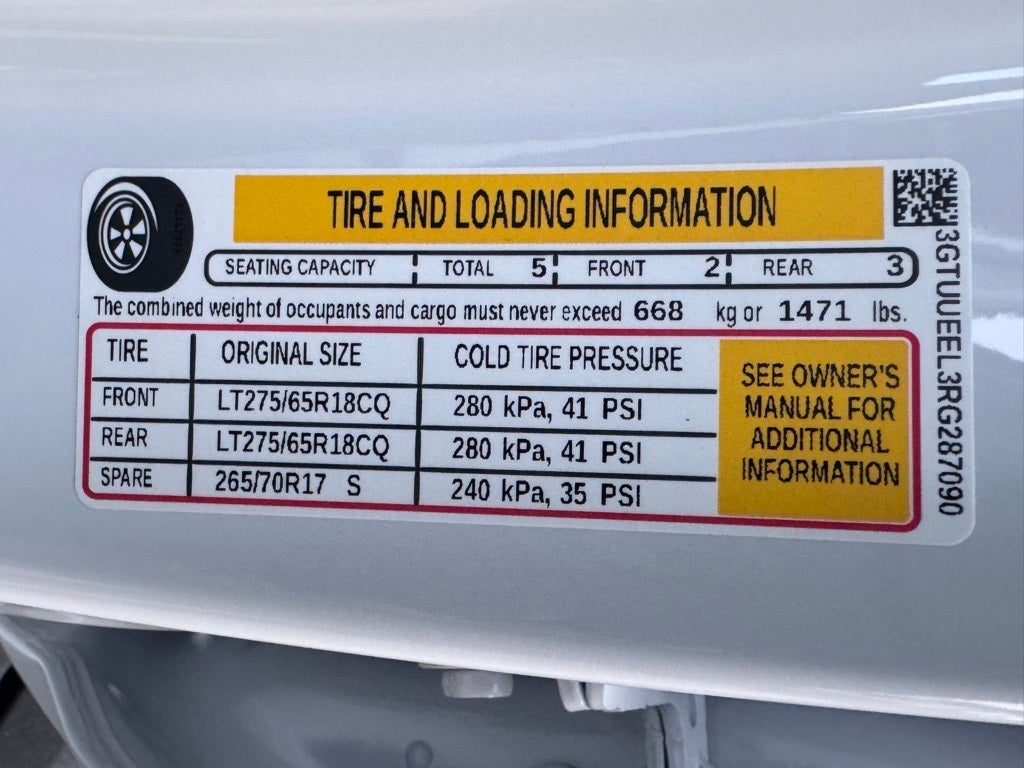 TIRE AND LOADING INFORMATION
SEATING CAPACITY TOTAL 5 FRONT 2 REAR 3
The combined weight of occupants and cargo must never exceed 668 kg or 1471 lbs.
TIRE ORIGINAL SIZE COLD TIRE PRESSURE
FRONT LT275/65R18CQ 280 kPa, 41 PSI
REAR LT275/65R18CQ 280 kPa, 41 PSI
SPARE 265/70R17 S 240 kPa, 35 PSI
SEE OWNER'S
MANUAL FOR
ADDITIONAL
INFORMATION
3GTUUEEL3RG287090